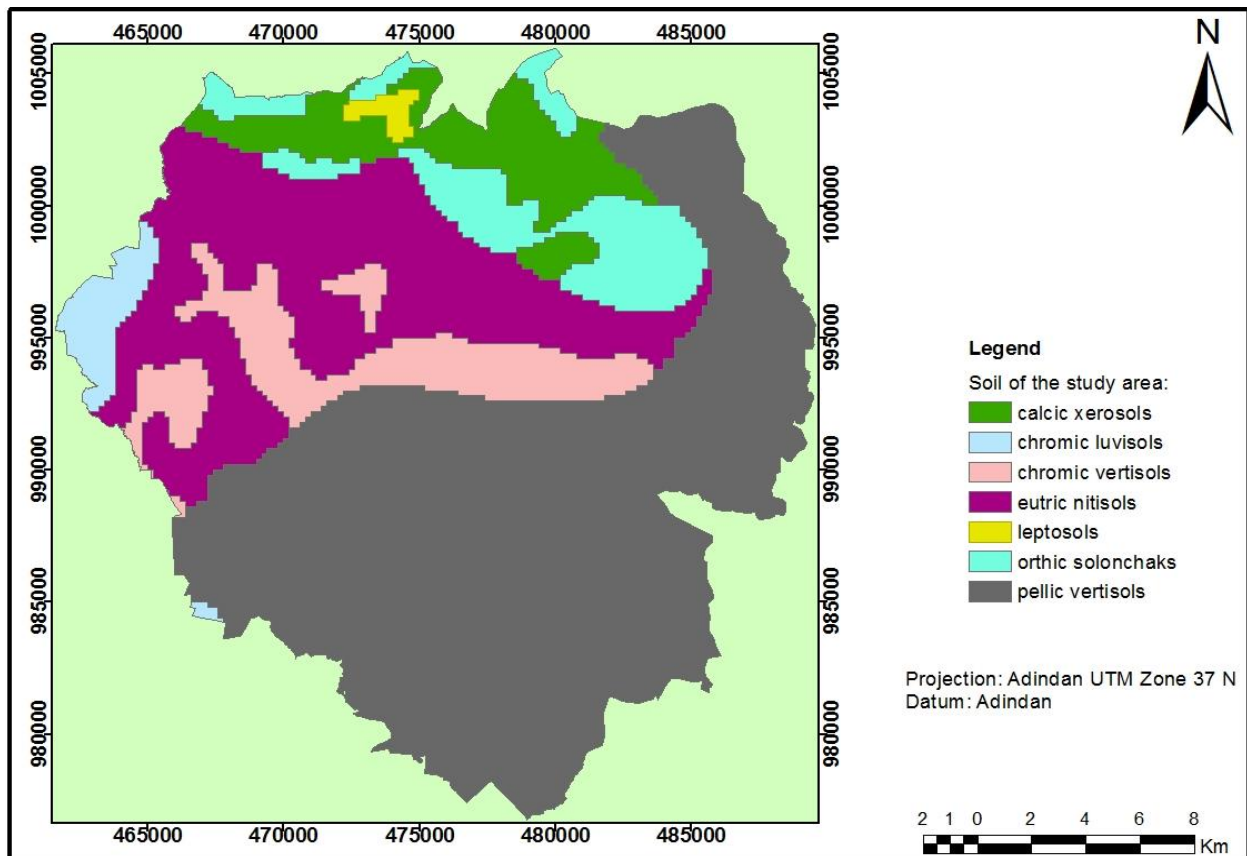 465000 470000 475000 480000 485000
N
1005000 1005000
1000000 1000000
995000 995000
990000 990000
985000 985000
980000 980000
465000 470000 475000 480000 485000
Legend
Soil of the study area:
calcic xerosols
chromic luvisols
chromic vertisols
eutric nitisols
leptosols
orthic solonchaks
pellic vertisols
Projection: Adindan UTM Zone 37 N
Datum: Adindan
2 1 0 2 4 6 8
Km